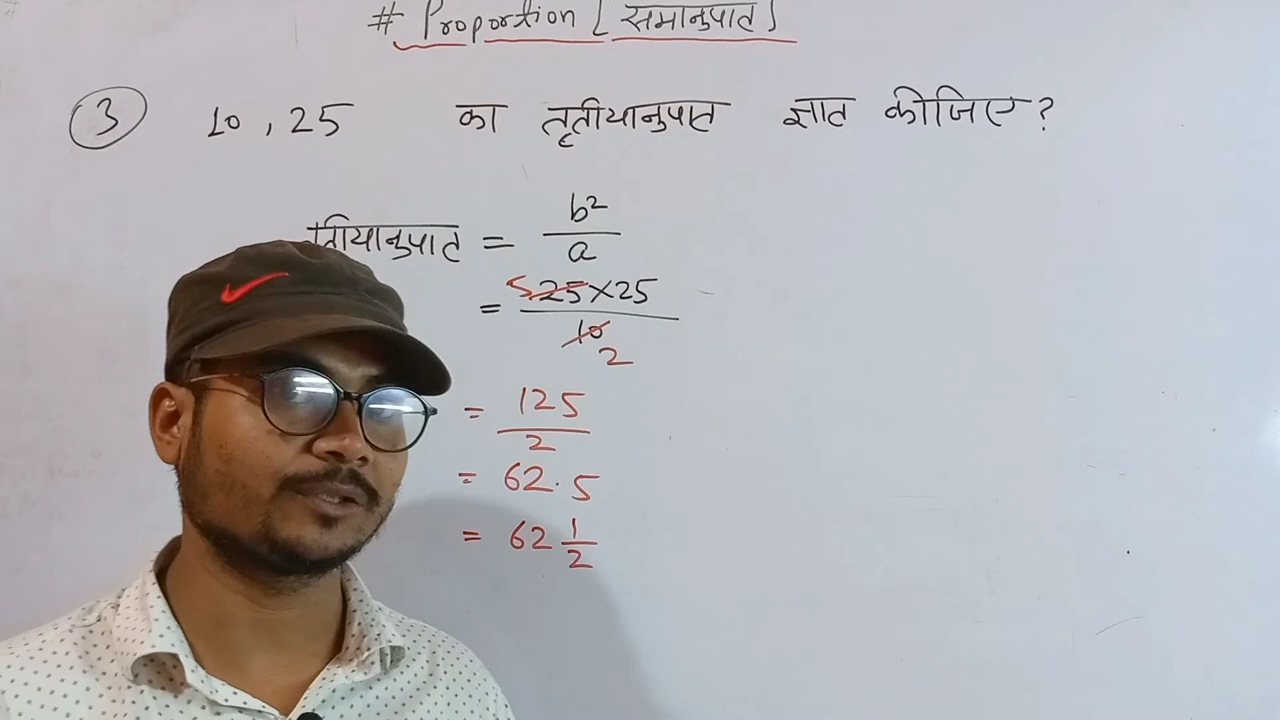 # Proportion [समानुपात]
3 10, 25 का तृतीयानुपात ज्ञात कीजिए?
तीयानुपात = b²/a
= 5 25×25/10 2
= 125/2
= 62.5
= 62 1/2